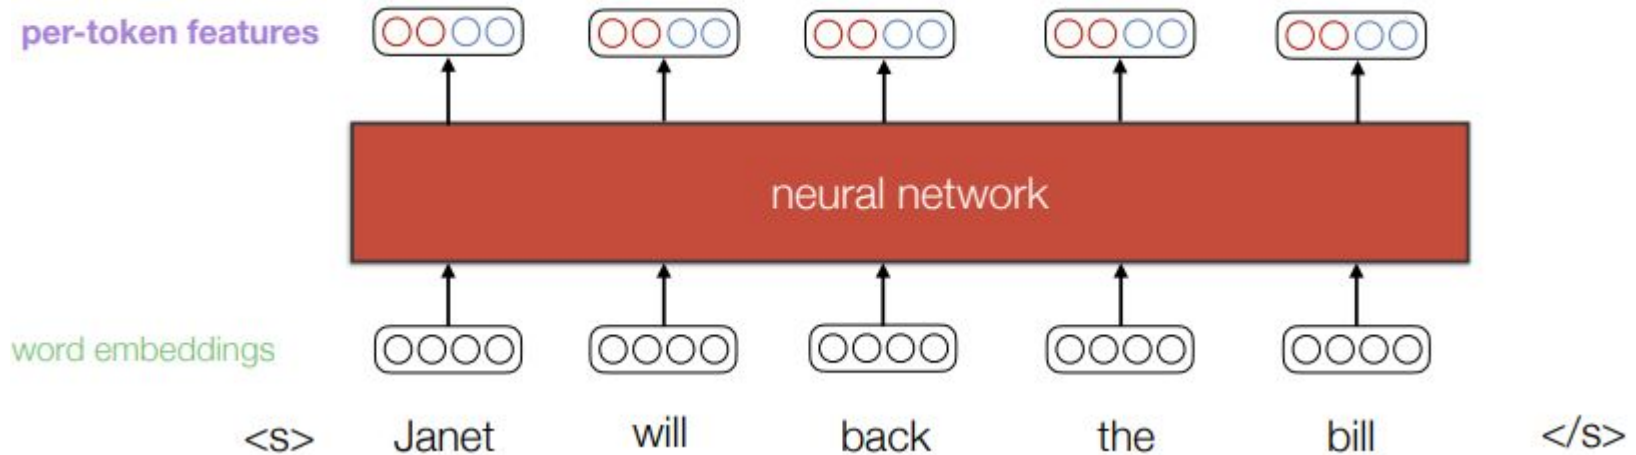 per-token features
neural network
word embeddings
<s> Janet will back the bill </s>